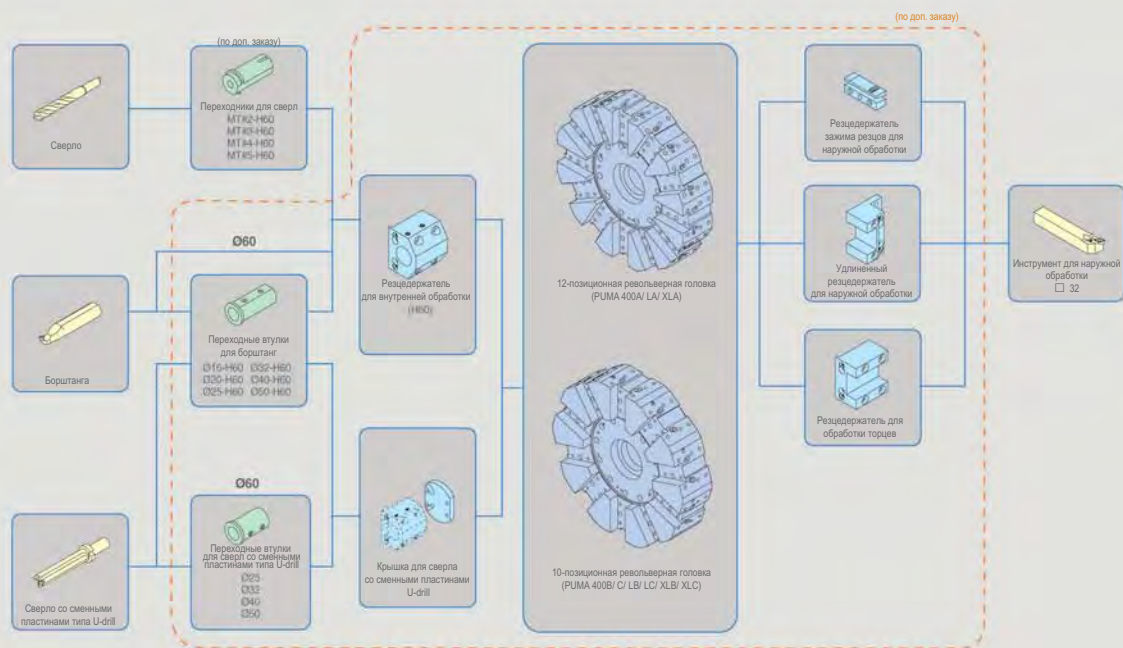 (по доп. заказу)
(по доп. заказу)
Сверло
Переходники для сверл
MT#2-H60
MT#3-H60
MT#4-H60
MT#5-H60
Ø60
Борштанга
Переходные втулки
для борштанг
Ø16-H60 Ø32-H60
Ø20-H60 Ø40-H60
Ø25-H60 Ø50-H60
Ø60
Сверло со сменными
пластинами типа U-drill
Переходные втулки
для сверл со сменными
пластинами типа U-drill
Ø25
Ø32
Ø40
Ø50
Резцедержатель
для внутренней обработки
(H60)
Крышка для сверла
со сменными пластинами
U-drill
12-позиционная револьверная головка
(PUMA 400A/ LA/ XLA)
10-позиционная револьверная головка
(PUMA 400B/ C/ LB/ LC/ XLB/ XLC)
Резцедержатель
зажима резцов для
наружной обработки
Удлиненный
резцедержатель
для наружной обработки
Резцедержатель для
обработки торцев
Инструмент для наружной
обработки
□ 32